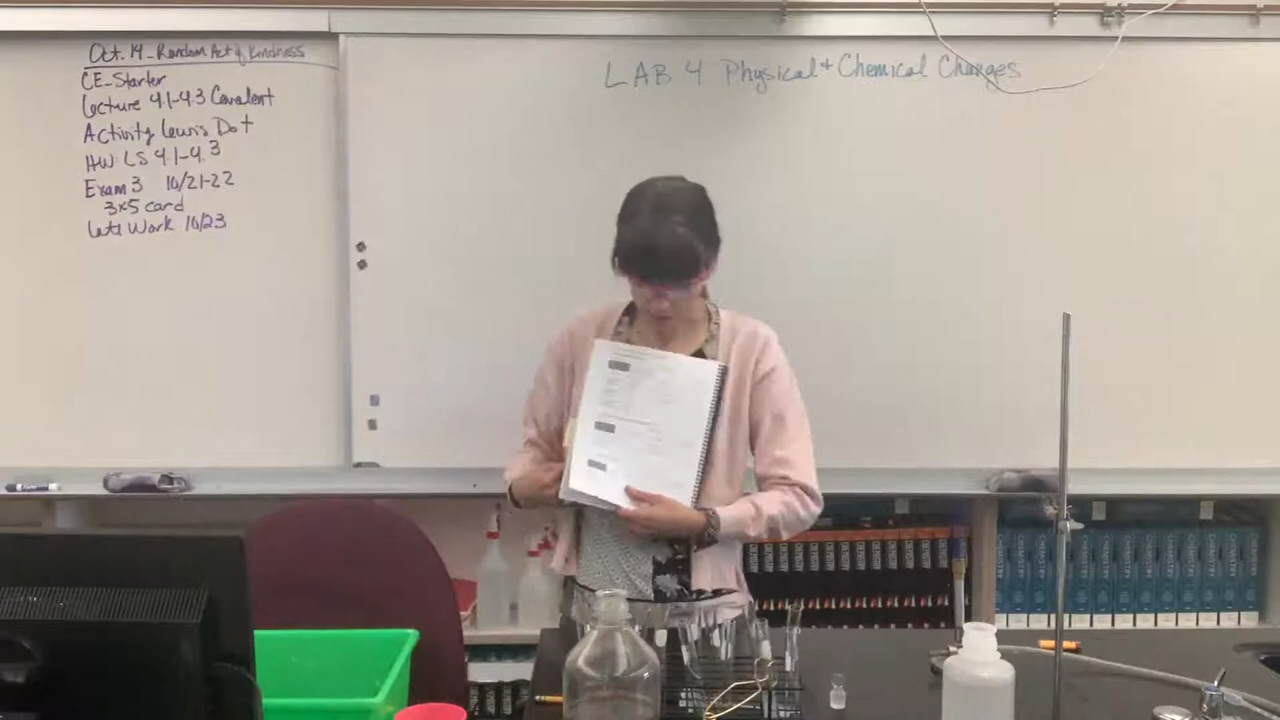 Oct. 14 - Random Act of Kindness
CE-Starter
Lecture 4.1-4.3 Covalent
Activity Lewis Dot
HW LS 4.1-4.3
Exam 3 10/21-22
3x5 card
Late Work 10/23
LAB 4 Physical + Chemical Changes
CHEMISTRY